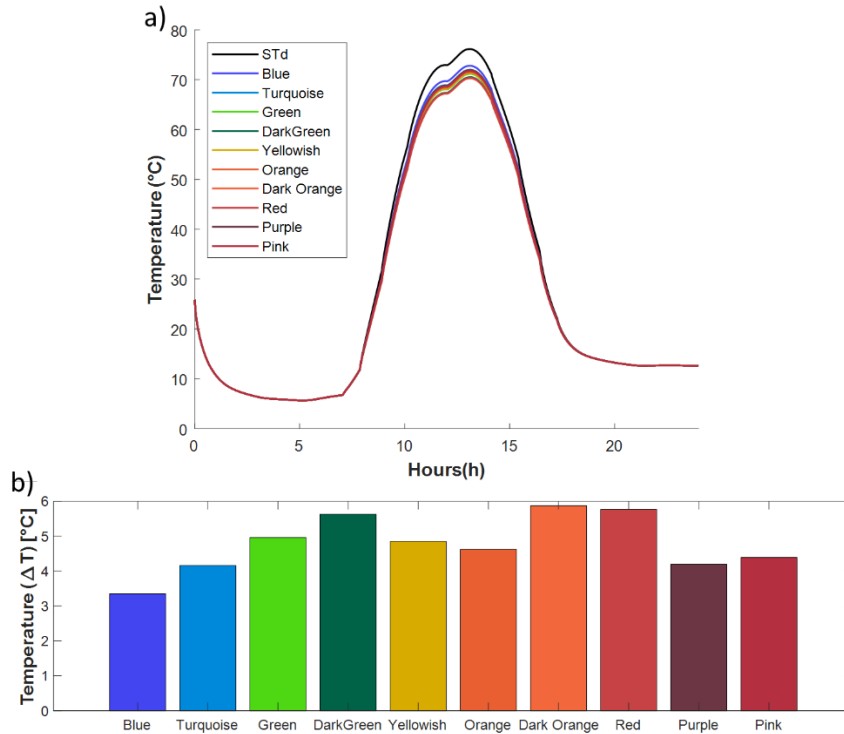 a)
80
70
60
50
40
30
20
10
0
Temperature (°C)
STd
Blue
Turquoise
Green
DarkGreen
Yellowish
Orange
Dark Orange
Red
Purple
Pink
0 5 10 15 20
Hours(h)
b)
6
5
4
3
2
1
0
Temperature (ΔT) [°C]
Blue Turquoise Green DarkGreen Yellowish Orange Dark Orange Red Purple Pink